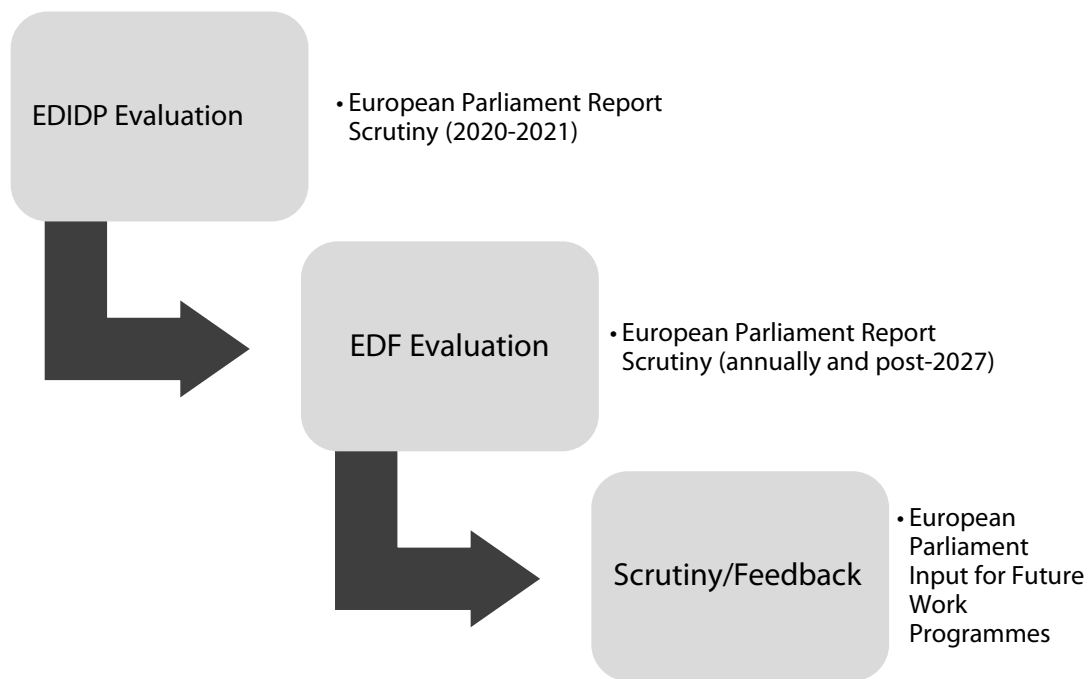 EDIDP Evaluation
• European Parliament Report
Scrutiny (2020-2021)
EDF Evaluation
• European Parliament Report
Scrutiny (annually and post-2027)
Scrutiny/Feedback
• European
Parliament
Input for Future
Work
Programmes